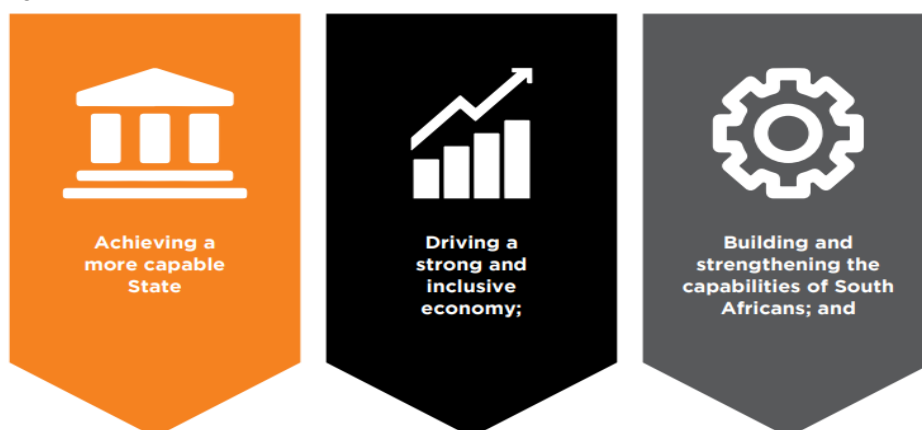 Achieving a
more capable
State
Driving a
strong and
inclusive
economy;
Building and
strengthening the
capabilities of South
Africans; and